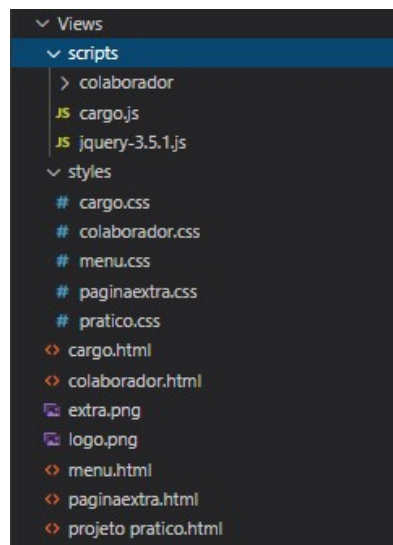 Views
scripts
colaborador
JS cargo.js
JS jquery-3.5.1.js
styles
# cargo.css
# colaborador.css
# menu.css
# paginaextra.css
# pratico.css
<> cargo.html
<> colaborador.html
extra.png
logo.png
<> menu.html
<> paginaextra.html
<> projeto pratico.html